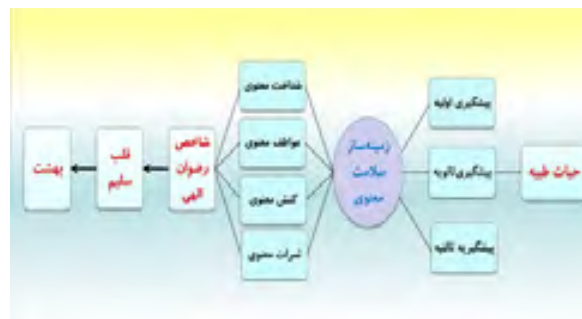 حیات طیبه
پیشگیری اولیه
پیشگیری ثانویه
پیشگیریه ثالثیه
زمینه‌ساز
سلامت
معنوی
شناخت معنوی
عواطف معنوی
کنش معنوی
ثمرات معنوی
شاخص
رضوان
الهی
قلب
سلیم
بهشت